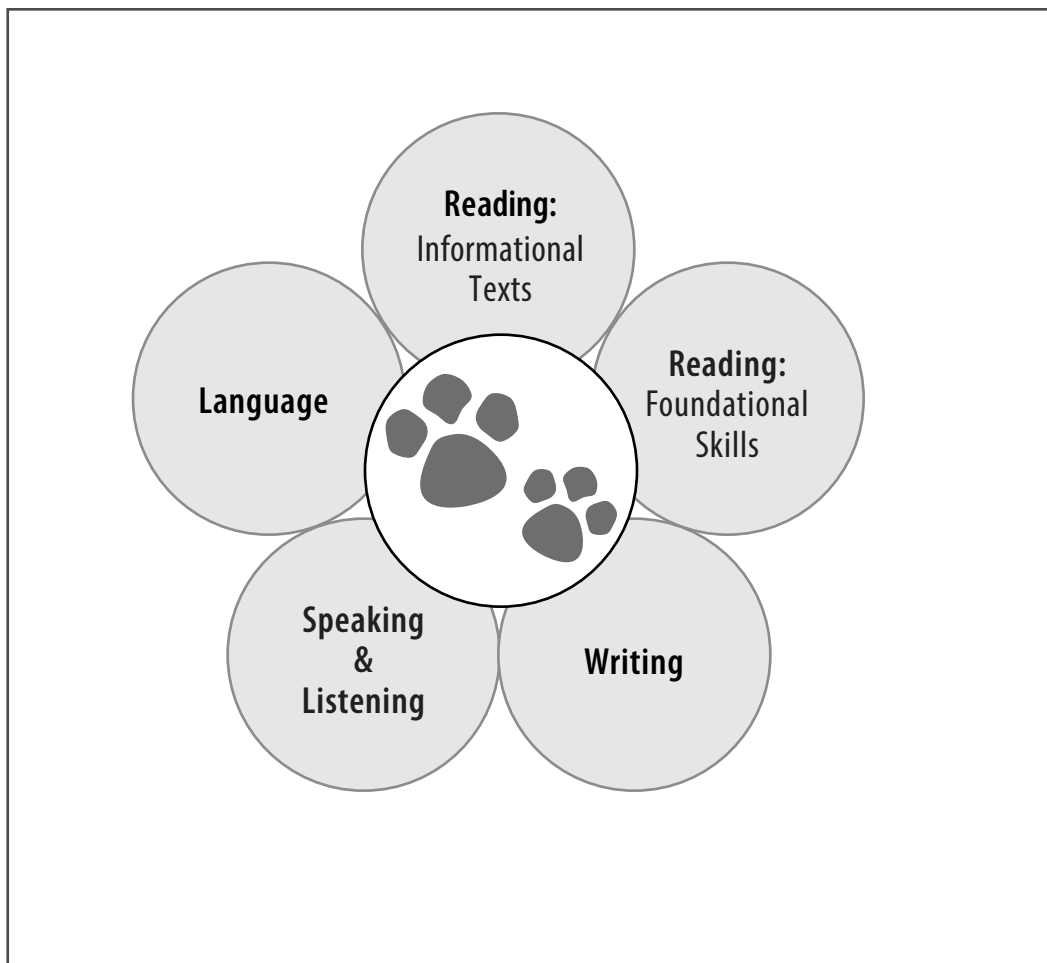 Reading:
Informational
Texts
Reading:
Foundational
Skills
Language
Speaking
&
Listening
Writing